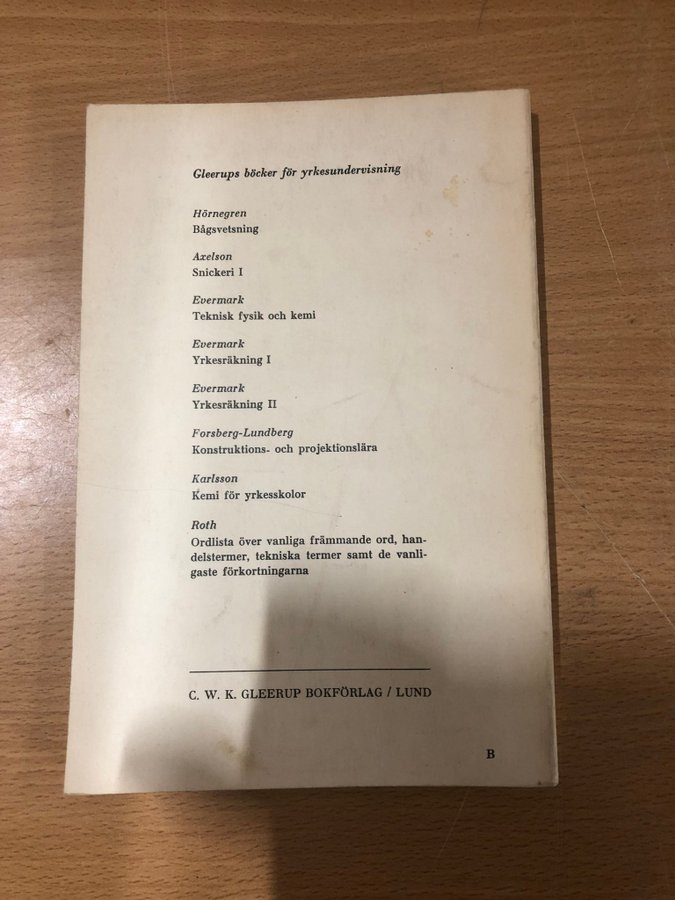 Gleerups böcker för yrkesundervisning
Hörnegren
Bågsvetsning
Axelson
Snickeri I
Evermark
Teknisk fysik och kemi
Evermark
Yrkesräkning I
Evermark
Yrkesräkning II
Forsberg-Lundberg
Konstruktions- och projektionslära
Karlsson
Kemi för yrkesskolor
Roth
Ordlista över vanliga främmande ord, han-
delstermer, tekniska termer samt de vanli-
gaste förkortningarna
C. W. K. GLEERUP BOKFÖRLAG / LUND
B